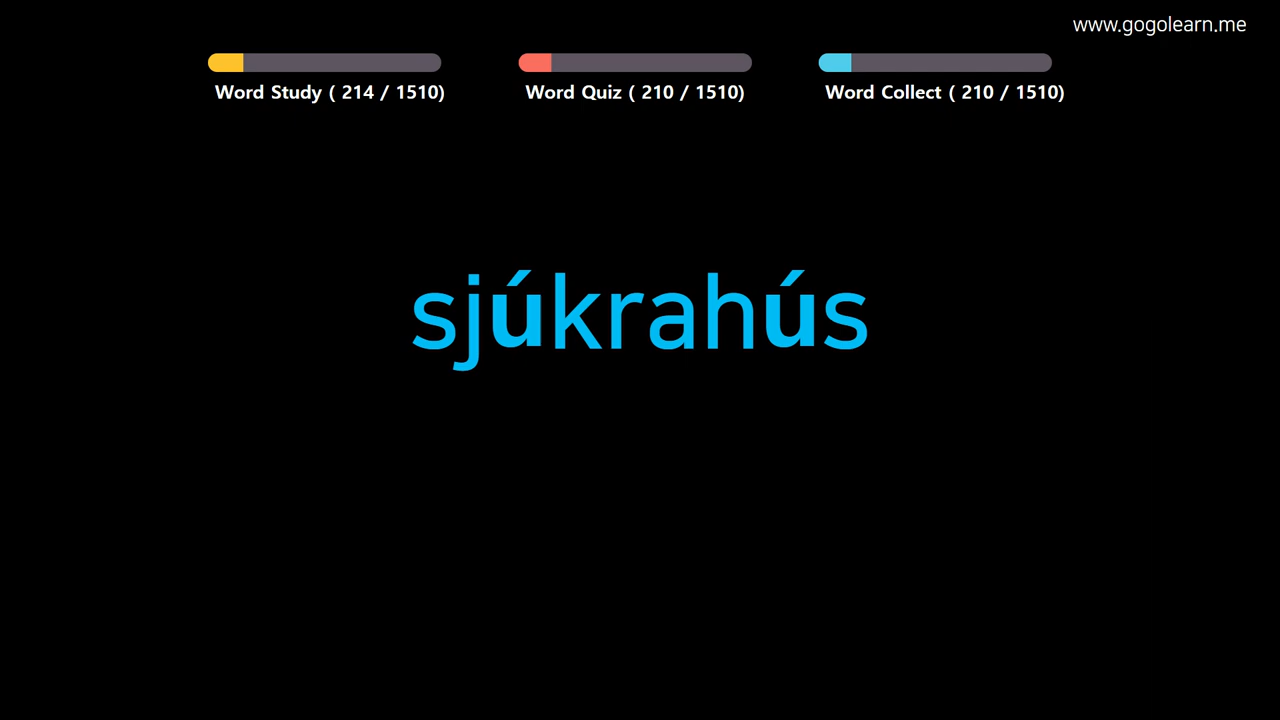 www.gogolearn.me
Word Study ( 214 / 1510)
Word Quiz ( 210 / 1510)
Word Collect ( 210 / 1510)
sjúkrahús